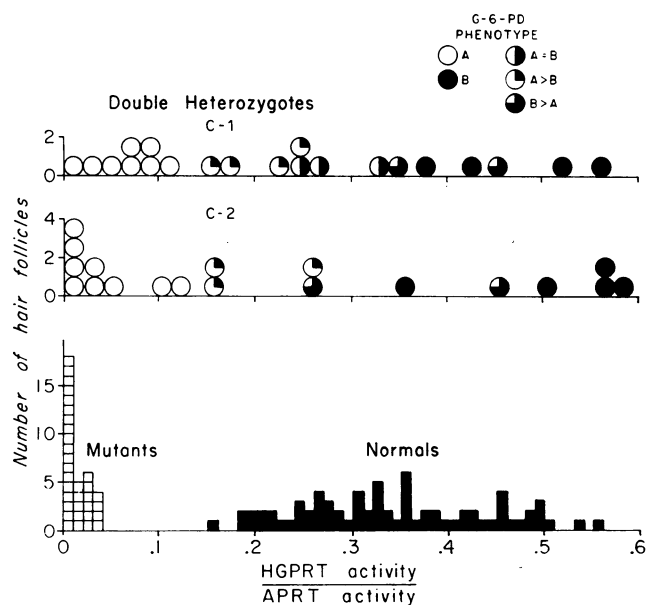 G-6-PD
PHENOTYPE
A A=B
B A>B
B>A
Double Heterozygotes
C-1
2
1
0
C-2
4
2
0
Number of hair follicles
15
10
5
0
Mutants
Normals
0 .1 .2 .3 .4 .5 .6
HGPRT activity
APRT activity